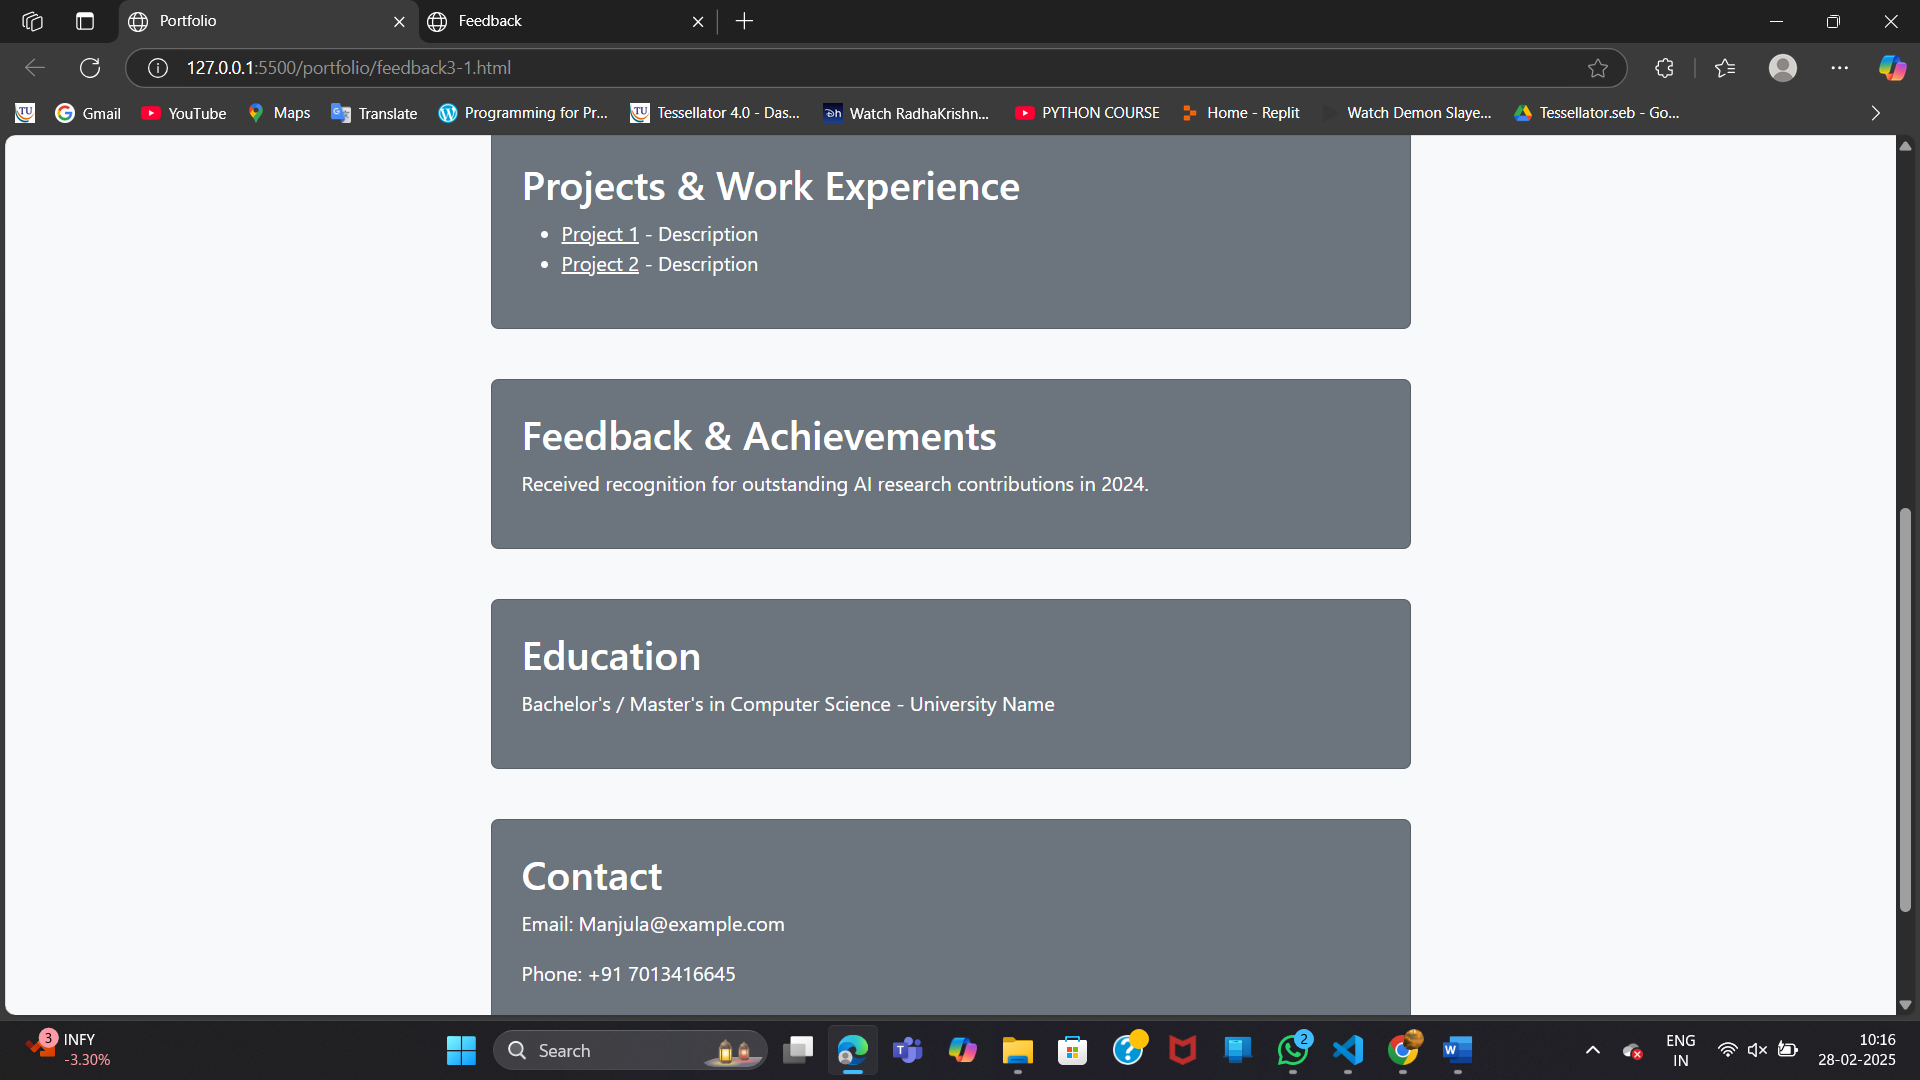 Portfolio
Feedback
127.0.0.1:5500/portfolio/feedback3-1.html
TU
Gmail
YouTube
Maps
Translate
Programming for Pr...
TU
Tessellator 4.0 - Das...
Watch RadhaKrishn...
PYTHON COURSE
Home - Replit
Watch Demon Slaye...
Tessellator.seb - Go...
Projects & Work Experience
Project 1 - Description
Project 2 - Description
Feedback & Achievements
Received recognition for outstanding AI research contributions in 2024.
Education
Bachelor's / Master's in Computer Science - University Name
Contact
Email: Manjula@example.com
Phone: +91 7013416645
3
INFY
-3.30%
Search
2
ENG
IN
10:16
28-02-2025